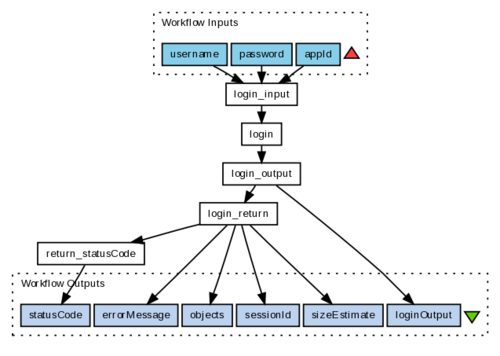 Workflow Inputs
username password appId
login_input
login
login_output
login_return
return_statusCode
Workflow Outputs
statusCode errorMessage objects sessionId sizeEstimate loginOutput